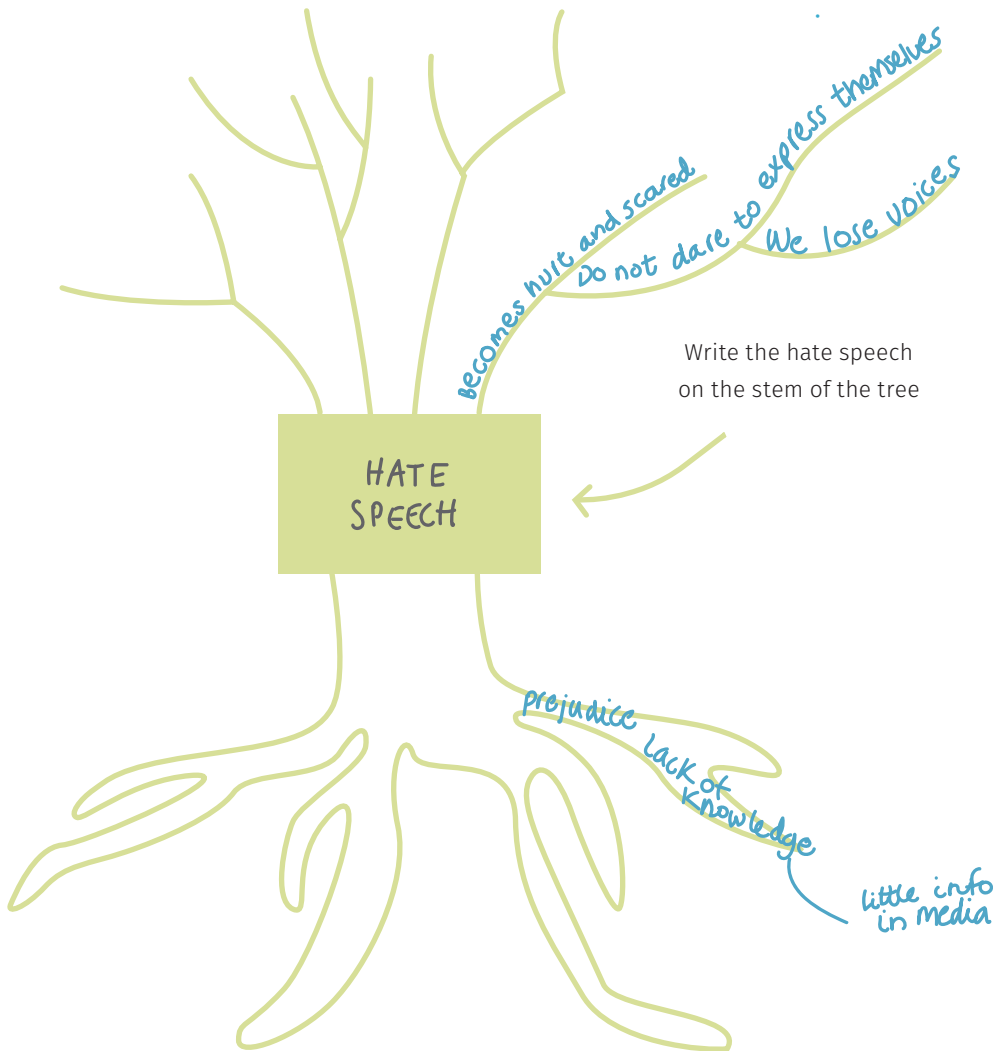 Becomes hurt and scared
Do not dare to express themselves
We lose voices
Write the hate speech
on the stem of the tree
HATE
SPEECH
prejudice
lack of
knowledge
little info
in media